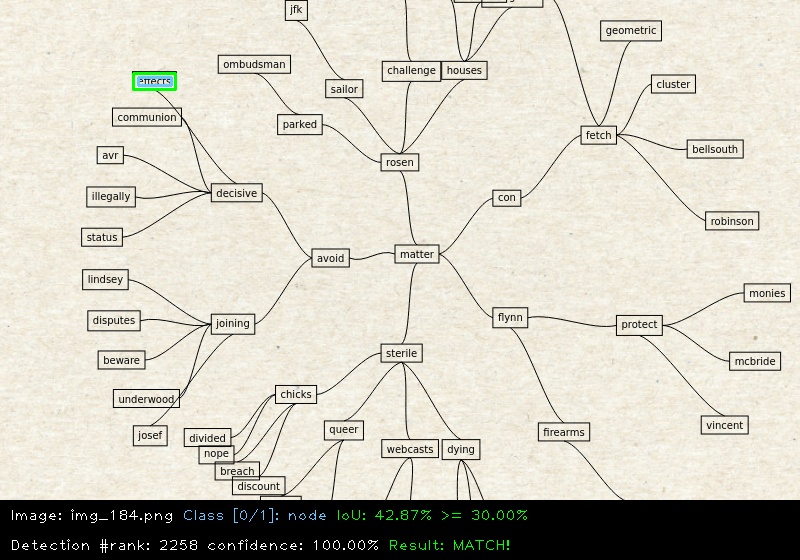 jfk
geometric
ombudsman
challenge
houses
effects
sailor
cluster
communion
parked
fetch
bellsouth
avr
rosen
illegally
decisive
con
robinson
status
avoid
matter
lindsey
monies
disputes
joining
flynn
protect
beware
sterile
mcbride
underwood
chicks
josef
divided
queer
firearms
vincent
nope
webcasts
dying
breach
discount
Image: img_184.png Class [0/1]: node IoU: 42.87% >= 30.00%
Detection #rank: 2258 confidence: 100.00% Result: MATCH!